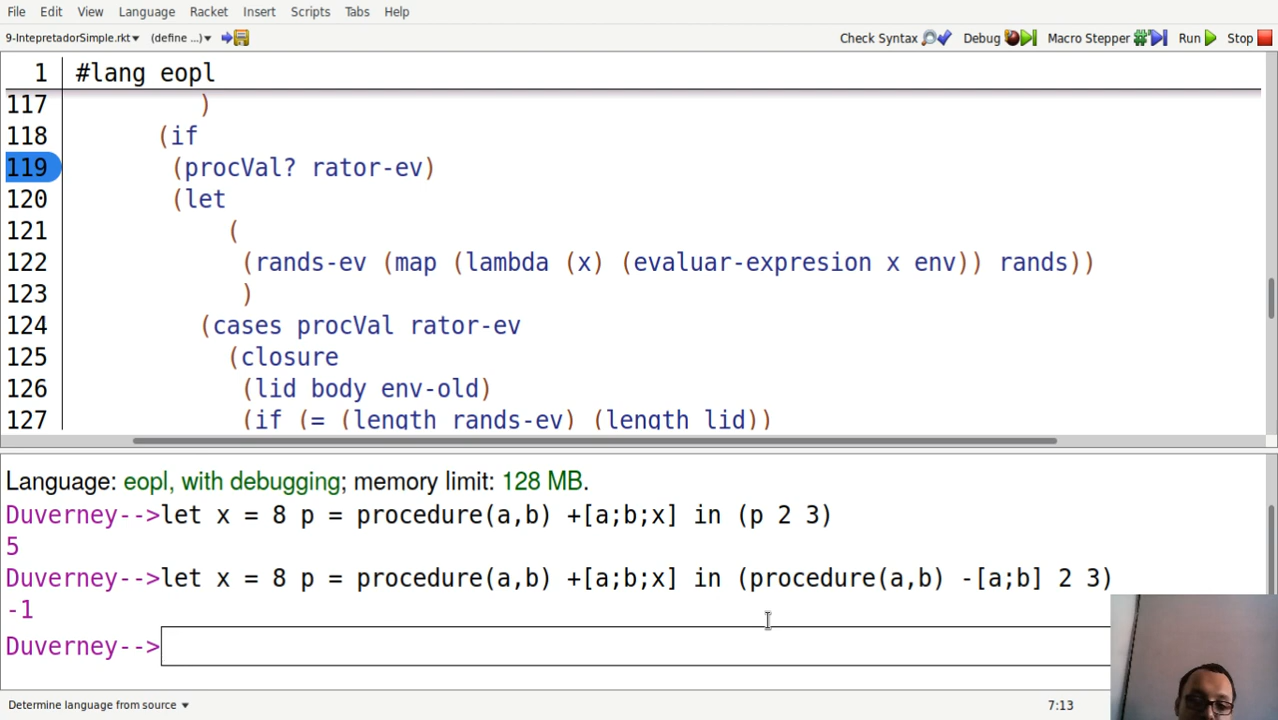 File Edit View Language Racket Insert Scripts Tabs Help
9-IntepretadorSimple.rkt▾ (define ...)▾ Check Syntax Debug Macro Stepper Run Stop
1 #lang eopl
117 )
118 (if
119 (procVal? rator-ev)
120 (let
121 (
122 (rands-ev (map (lambda (x) (evaluar-expresion x env)) rands))
123 )
124 (cases procVal rator-ev
125 (closure
126 (lid body env-old)
127 (if (= (length rands-ev) (length lid))
Language: eopl, with debugging; memory limit: 128 MB.
Duverney-->let x = 8 p = procedure(a,b) +[a;b;x] in (p 2 3)
5
Duverney-->let x = 8 p = procedure(a,b) +[a;b;x] in (procedure(a,b) -[a;b] 2 3)
-1
Duverney-->
Determine language from source ▾ 7:13